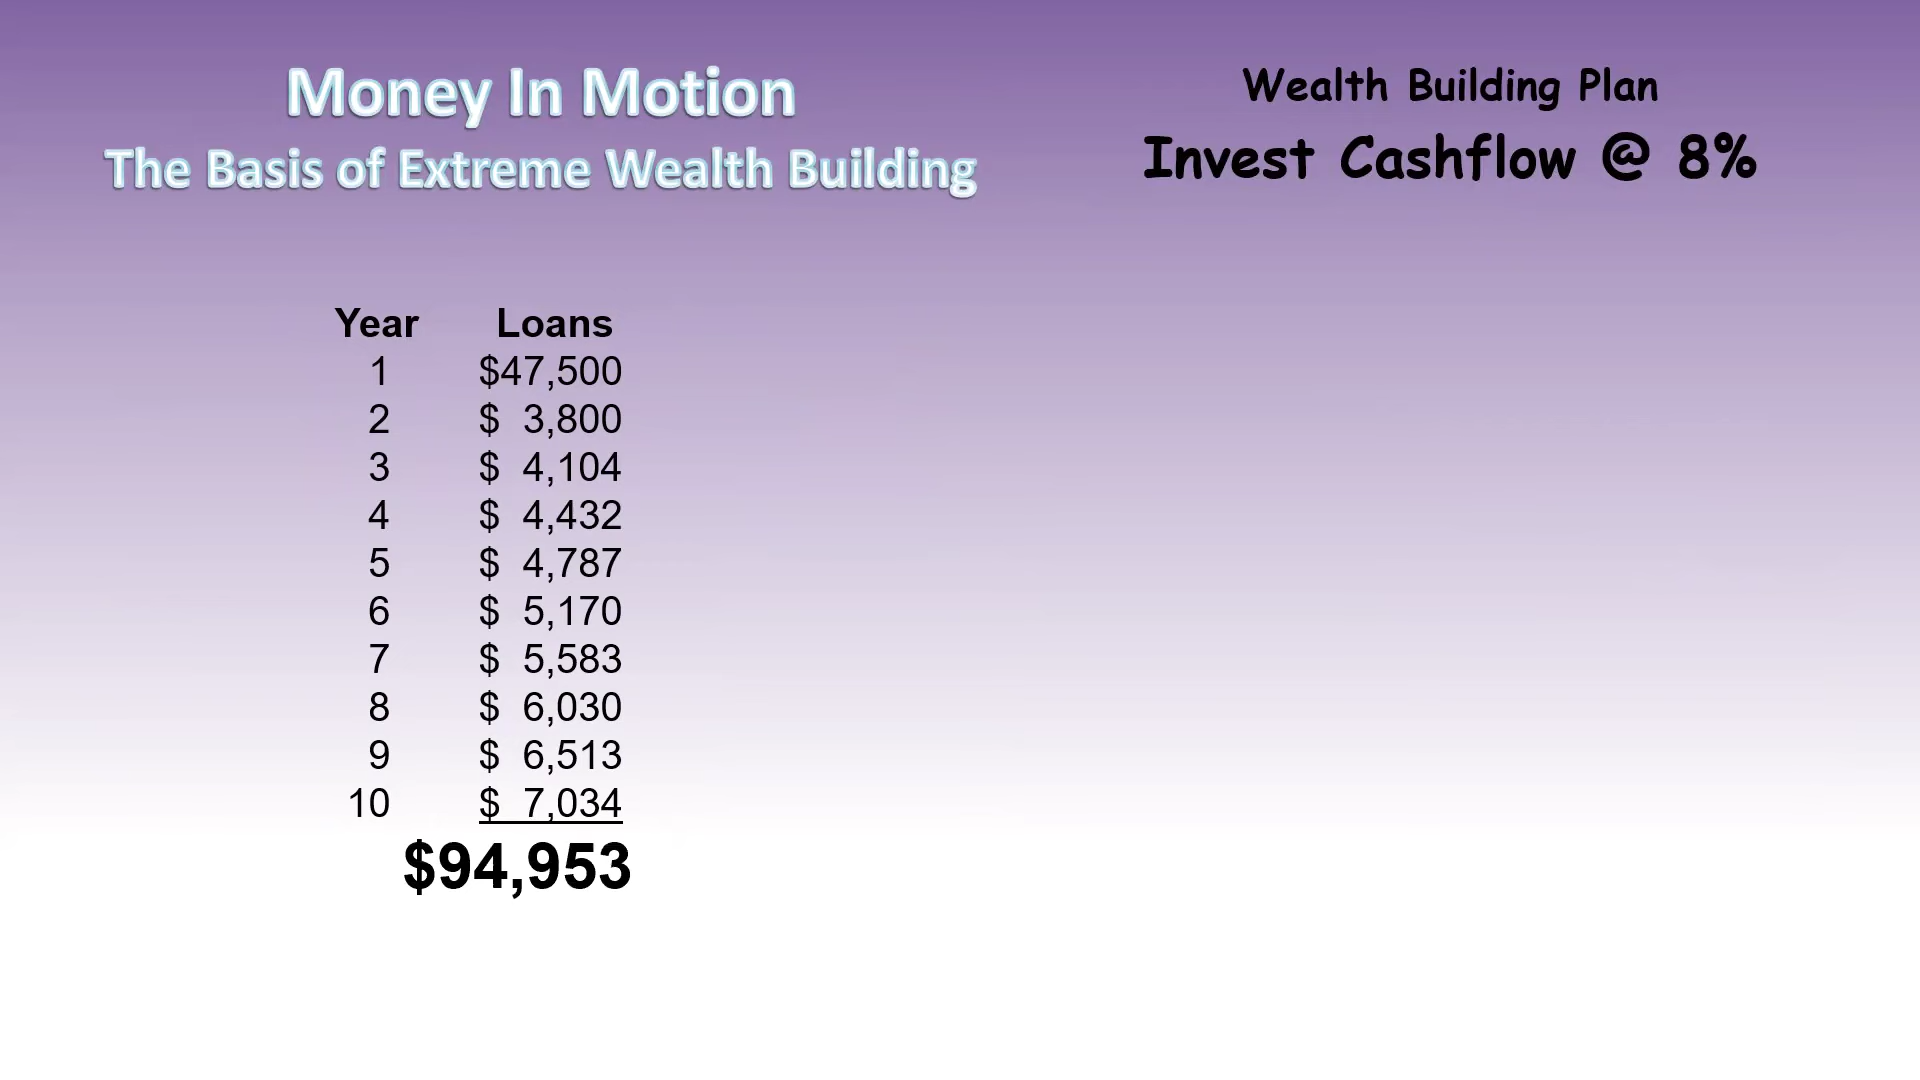 Money In Motion
The Basis of Extreme Wealth Building
Wealth Building Plan
Invest Cashflow @ 8%
Year Loans
1 $47,500
2 $ 3,800
3 $ 4,104
4 $ 4,432
5 $ 4,787
6 $ 5,170
7 $ 5,583
8 $ 6,030
9 $ 6,513
10 $ 7,034
$94,953